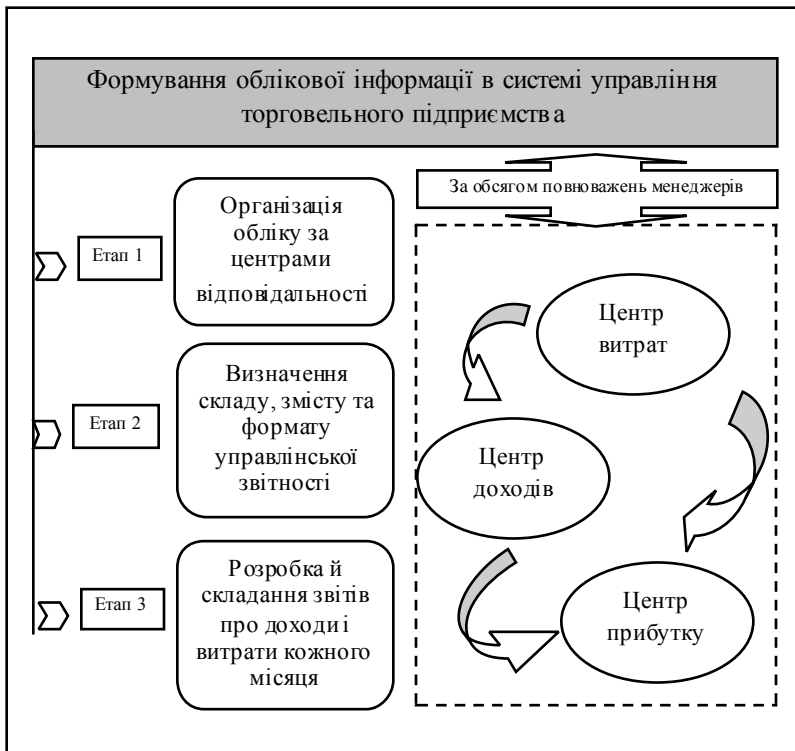 Формування облікової інформації в системі управління
торговельного підприємства
За обсягом повноважень менеджерів
Етап 1
Організація
обліку за
центрами
відповідальності
Етап 2
Визначення
складу, змісту та
формату
управлінської
звітності
Етап 3
Розробка й
складання звітів
про доходи і
витрати кожного
місяця
Центр
витрат
Центр
доходів
Центр
прибутку